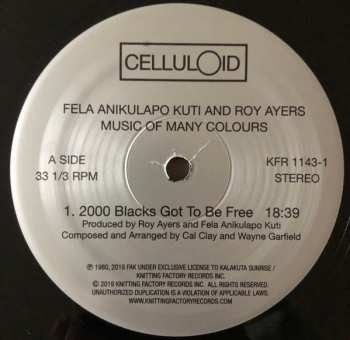 CELLULOID
FELA ANIKULAPO KUTI AND ROY AYERS
MUSIC OF MANY COLOURS
A SIDE KFR 1143-1
33 1/3 RPM STEREO
1. 2000 Blacks Got To Be Free 18:39
Produced by Roy Ayers and Fela Anikulapo Kuti
Composed and Arranged by Cal Clay and Wayne Garfield
℗ 1980, 2019 FAK UNDER EXCLUSIVE LICENSE TO KALAKUTA SUNRISE /
KNITTING FACTORY RECORDS INC.
© 2019 KNITTING FACTORY RECORDS INC. ALL RIGHTS RESERVED.
UNAUTHORIZED DUPLICATION IS A VIOLATION OF APPLICABLE LAWS.
WWW.KNITTINGFACTORYRECORDS.COM